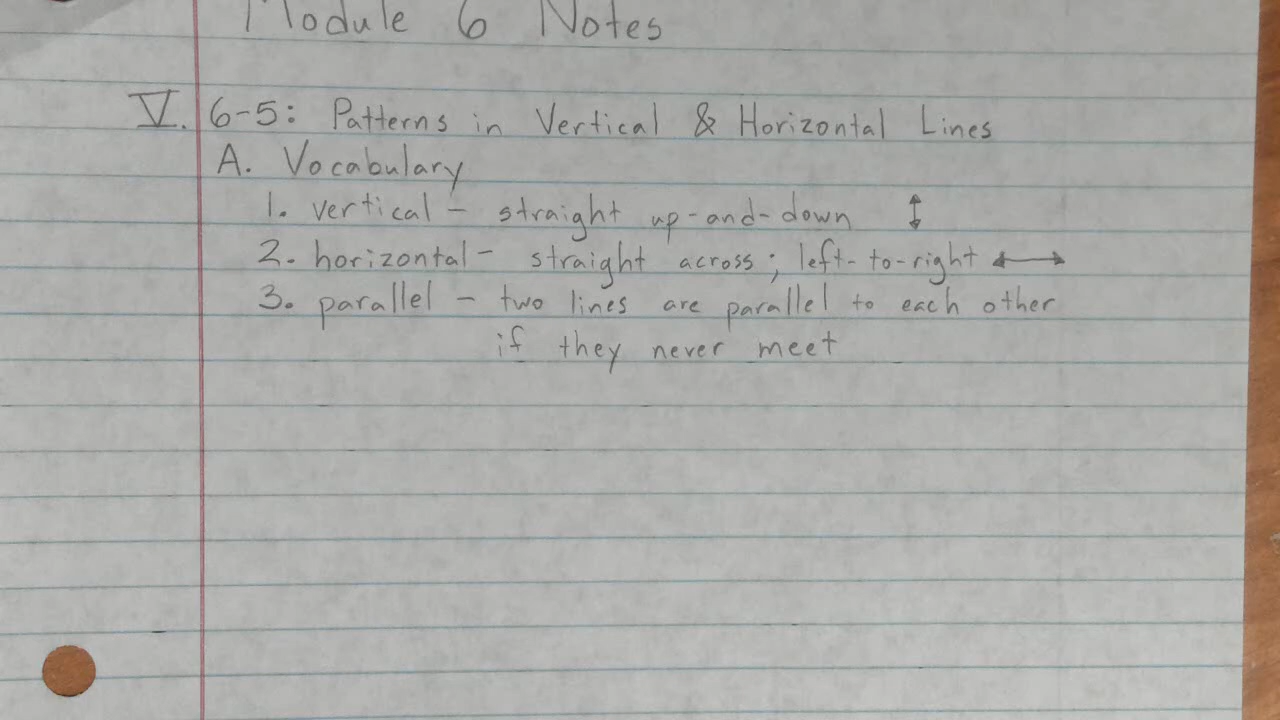 Module 6 Notes
V. 6-5: Patterns in Vertical & Horizontal Lines
A. Vocabulary
1. vertical - straight up-and-down ↕
2. horizontal - straight across; left-to-right ↔
3. parallel - two lines are parallel to each other
if they never meet